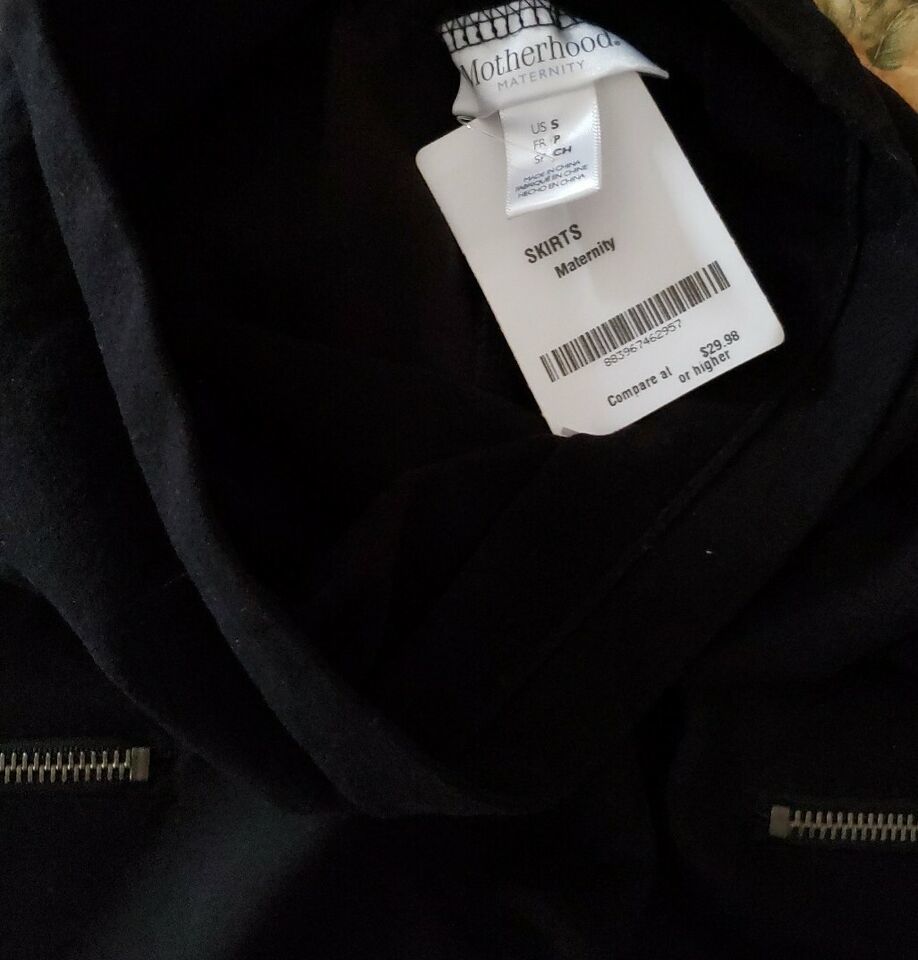 Motherhood.
MATERNITY
US S
FR P
SP CH
MADE IN CHINA
FABRIQUÉ EN CHINE
HECHO EN CHINA
SKIRTS
Maternity
883967462957
Compare at $29.98
or higher